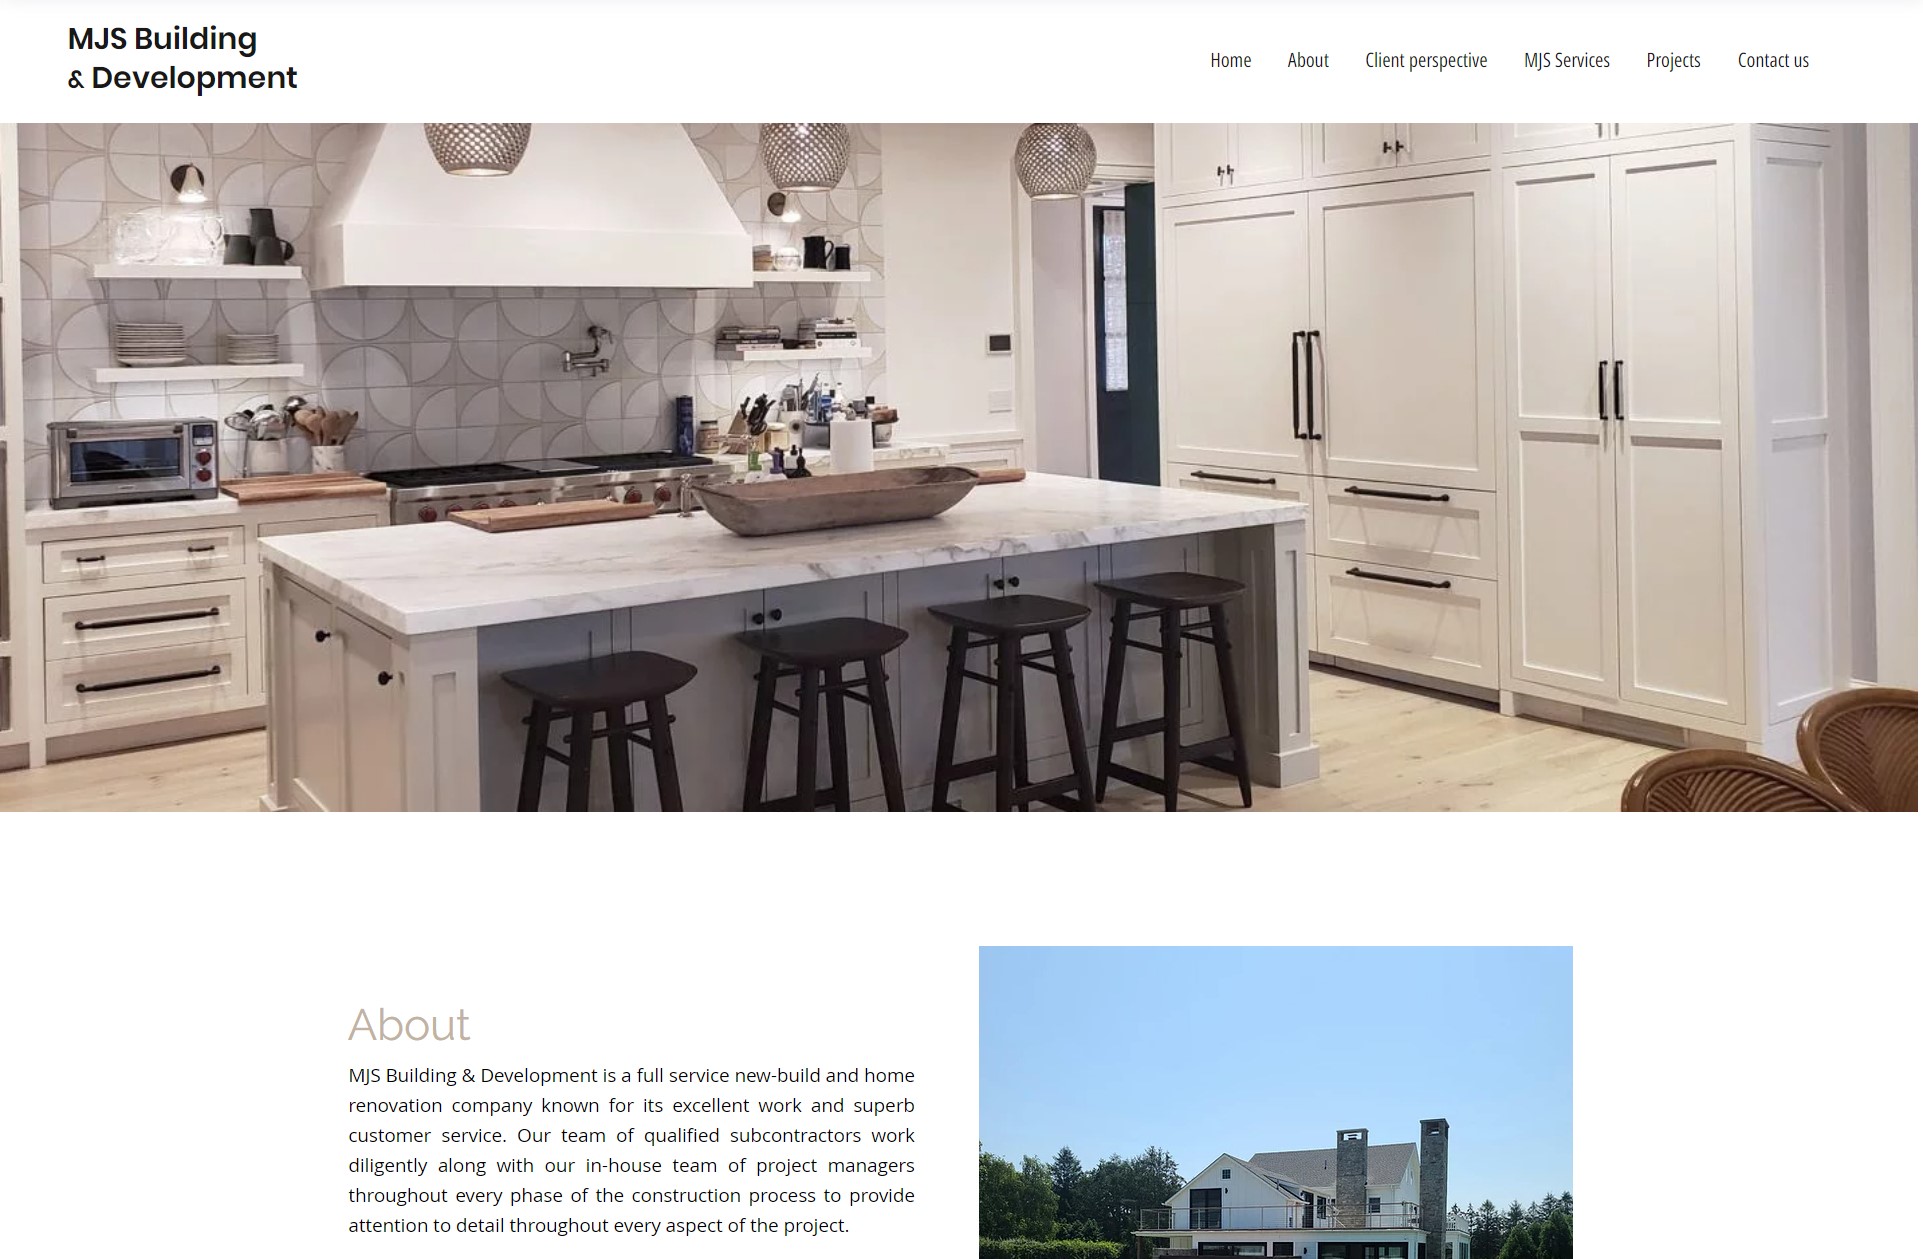 MJS Building
& Development
Home About Client perspective MJS Services Projects Contact us
About
MJS Building & Development is a full service new-build and home
renovation company known for its excellent work and superb
customer service. Our team of qualified subcontractors work
diligently along with our in-house team of project managers
throughout every phase of the construction process to provide
attention to detail throughout every aspect of the project.